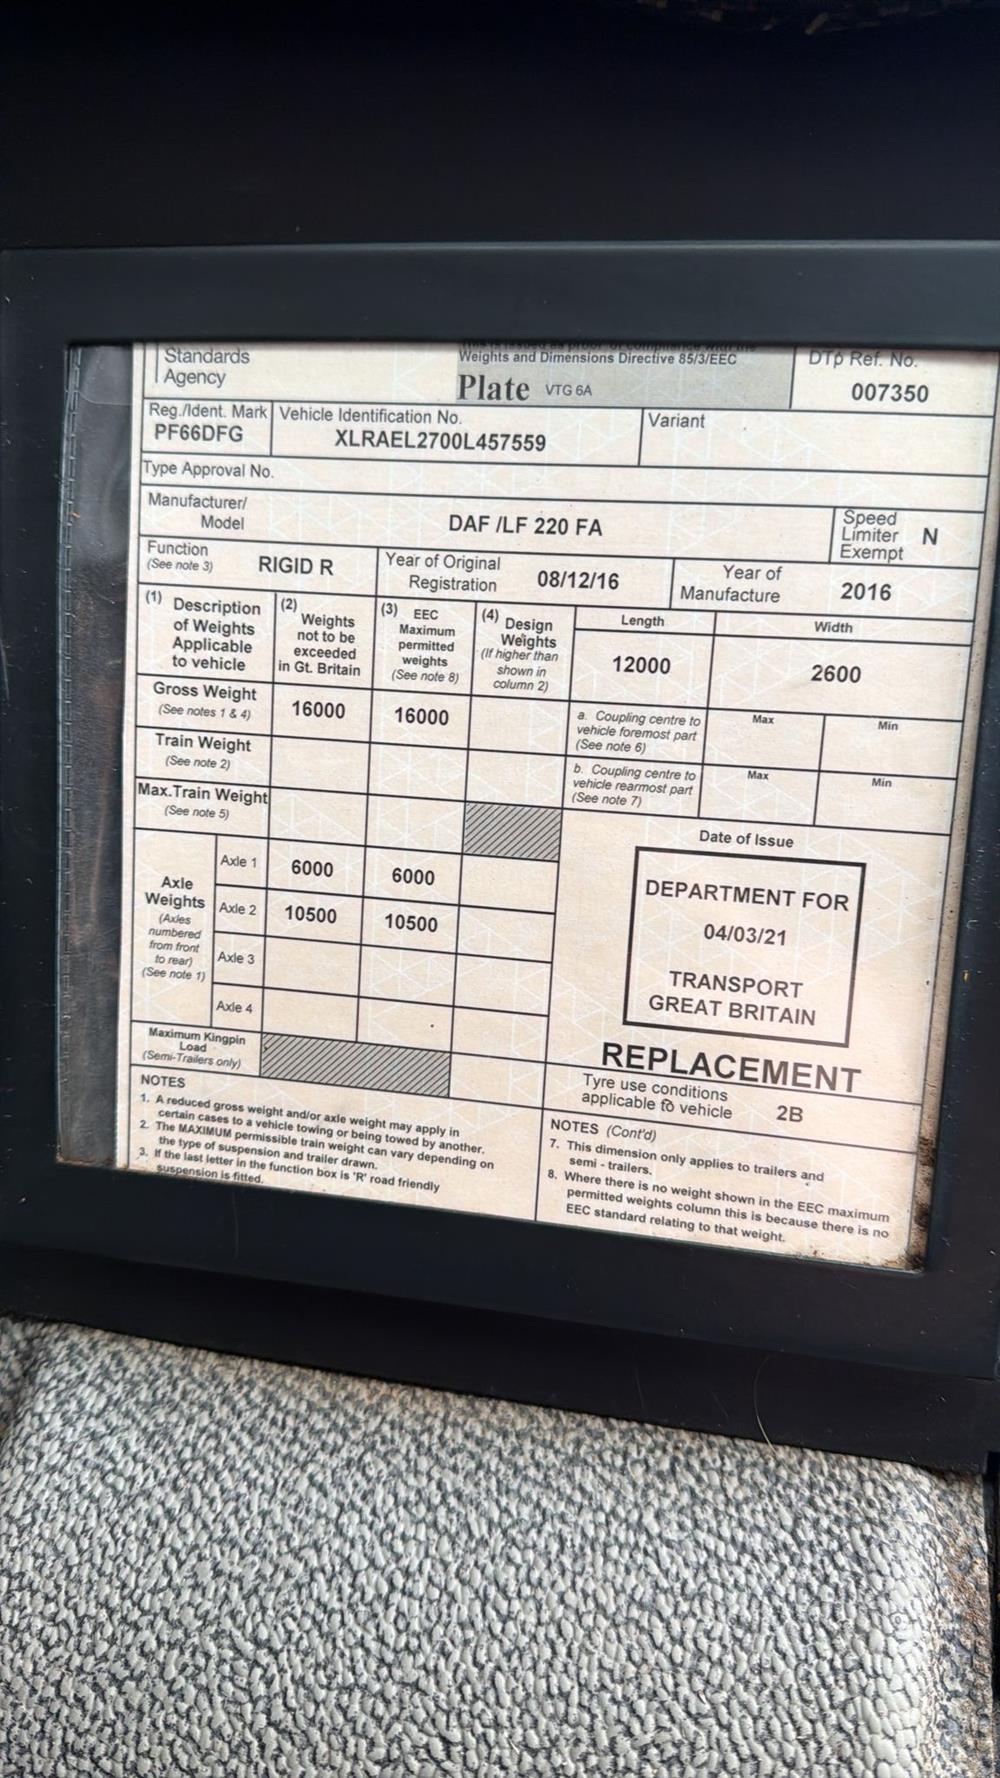 Standards
Agency
Weights and Dimensions Directive 85/3/EEC
Plate VTG 6A
DTp Ref. No.
007350
Reg./Ident. Mark
PF66DFG
Vehicle Identification No.
XLRAEL2700L457559
Variant
Type Approval No.
Manufacturer/
Model
DAF /LF 220 FA
Speed
Limiter
Exempt
N
Function
(See note 3)
RIGID R
Year of Original
Registration
08/12/16
Year of
Manufacture
2016
(1) Description
of Weights
Applicable
to vehicle
(2) Weights
not to be
exceeded
in Gt. Britain
(3) EEC
Maximum
permitted
weights
(See note 8)
(4) Design
Weights
(If higher than
shown in
column 2)
Length
12000
Width
2600
Gross Weight
(See notes 1 & 4)
16000
16000
a. Coupling centre to
vehicle foremost part
(See note 6)
Max
Min
Train Weight
(See note 2)
b. Coupling centre to
vehicle rearmost part
(See note 7)
Max
Min
Max.Train Weight
(See note 5)
Axle
Weights
(Axles
numbered
from front
to rear)
(See note 1)
Axle 1
6000
6000
Axle 2
10500
10500
Axle 3
Axle 4
Maximum Kingpin
Load
(Semi-Trailers only)
Date of Issue
DEPARTMENT FOR
04/03/21
TRANSPORT
GREAT BRITAIN
REPLACEMENT
Tyre use conditions
applicable to vehicle
2B
NOTES
1. A reduced gross weight and/or axle weight may apply in
certain cases to a vehicle towing or being towed by another.
2. The MAXIMUM permissible train weight can vary depending on
the type of suspension and trailer drawn.
3. If the last letter in the function box is 'R' road friendly
suspension is fitted.
NOTES (Cont'd)
7. This dimension only applies to trailers and
semi - trailers.
8. Where there is no weight shown in the EEC maximum
permitted weights column this is because there is no
EEC standard relating to that weight.